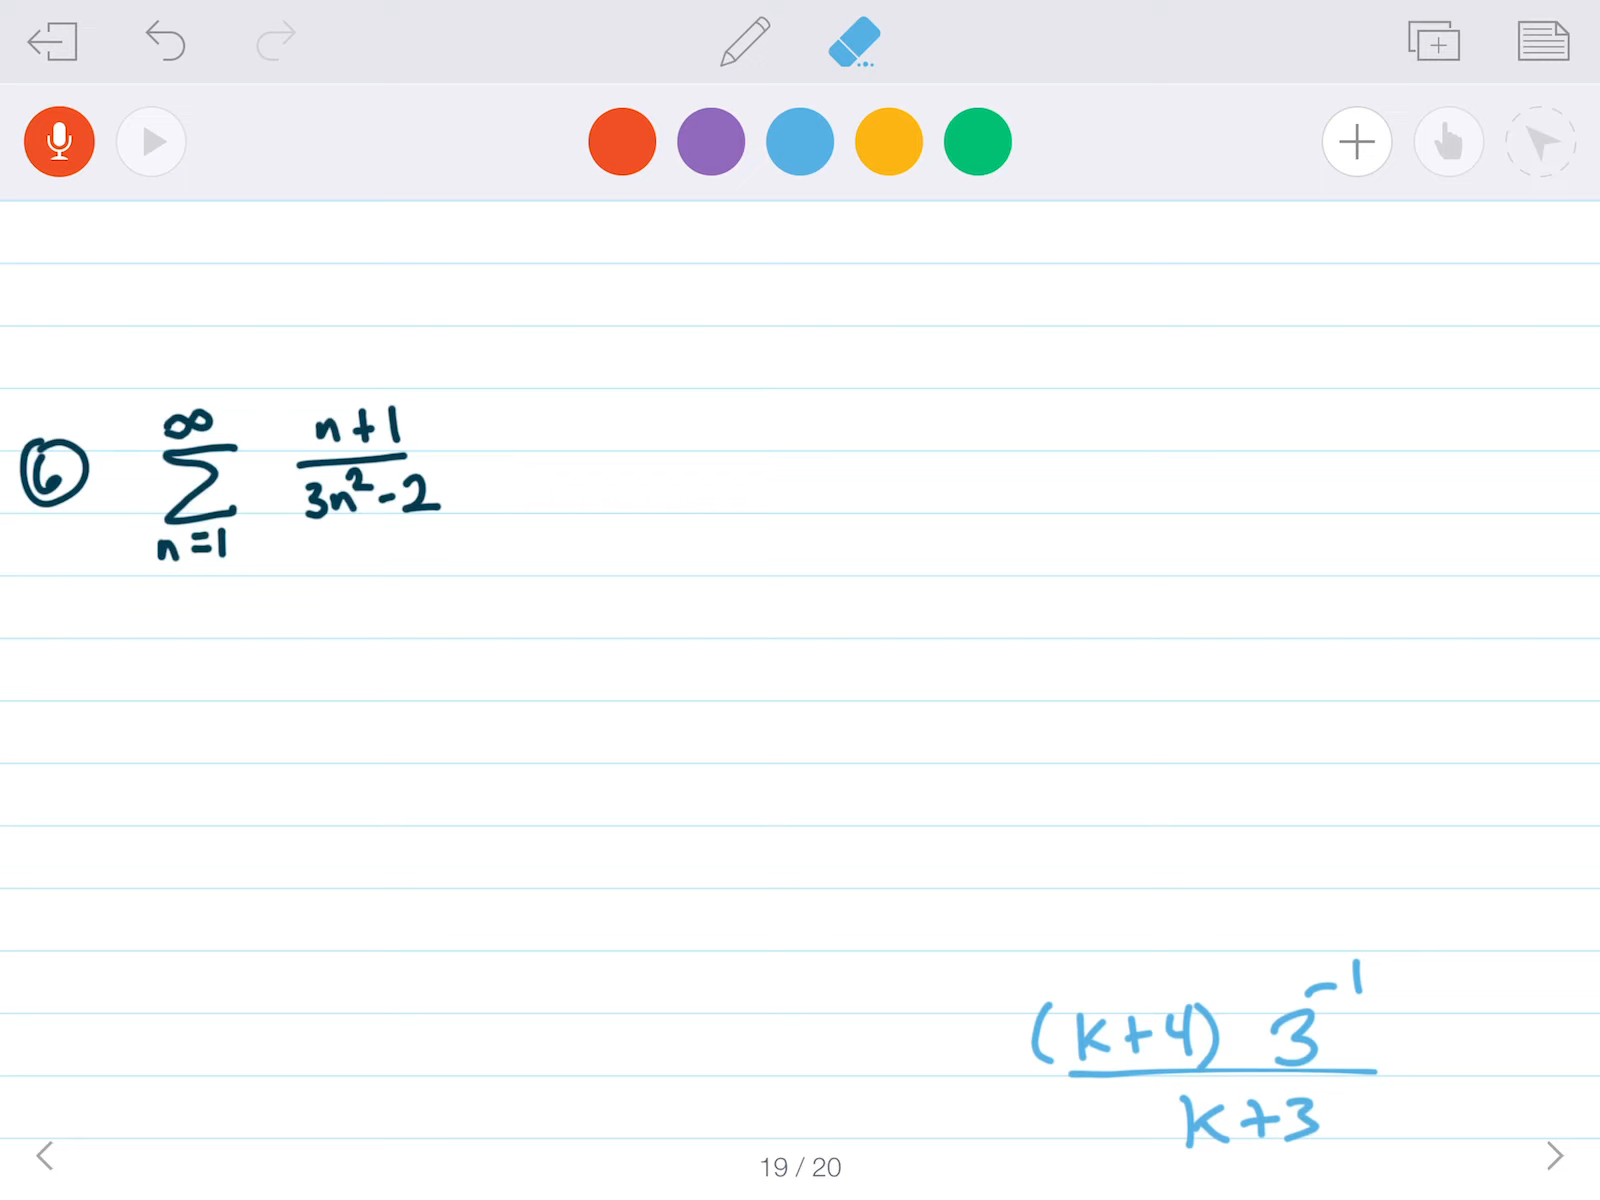 ⑥ ∞
∑ n+1 / 3n²-2
n=1
(k+4) 3⁻¹
k+3
19 / 20